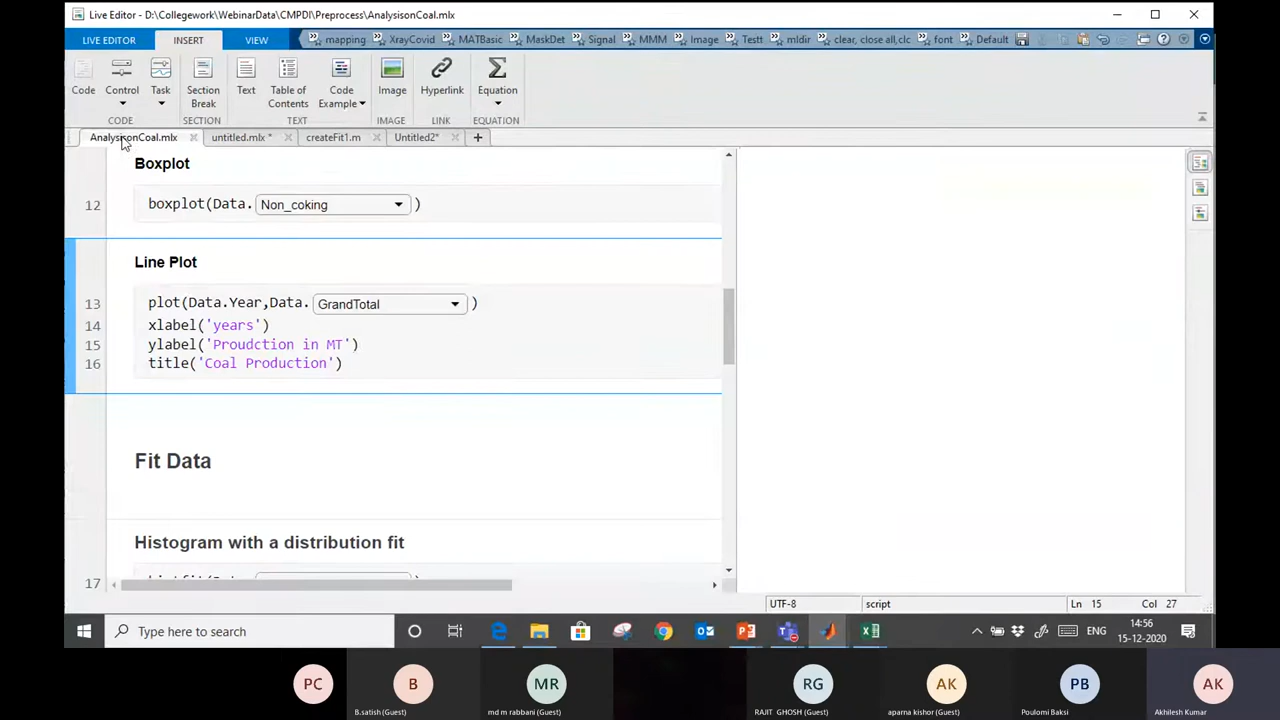 Live Editor - D:\Collegework\WebinarData\CMPDI\Preprocess\AnalysisonCoal.mlx
LIVE EDITOR INSERT VIEW mapping XrayCovid MATBasic MaskDet Signal MMM Image Testt mldir clear, close all,clc font Default
Code Control Task Section Break Text Table of Contents Code Example Image Hyperlink Equation
CODE SECTION TEXT IMAGE LINK EQUATION
AnalysisonCoal.mlx untitled.mlx * createFit1.m Untitled2*
Boxplot
12 boxplot(Data. Non_coking )
Line Plot
13 plot(Data.Year,Data. GrandTotal )
14 xlabel('years')
15 ylabel('Proudction in MT')
16 title('Coal Production')
Fit Data
Histogram with a distribution fit
17
UTF-8 script Ln 15 Col 27
Type here to search ENG 14:56
15-12-2020
PC B MR RG AK PB AK
B.satish (Guest) md m rabbani (Guest) RAJIT GHOSH (Guest) aparna kishor (Guest) Poulomi Baksi Akhilesh Kumar